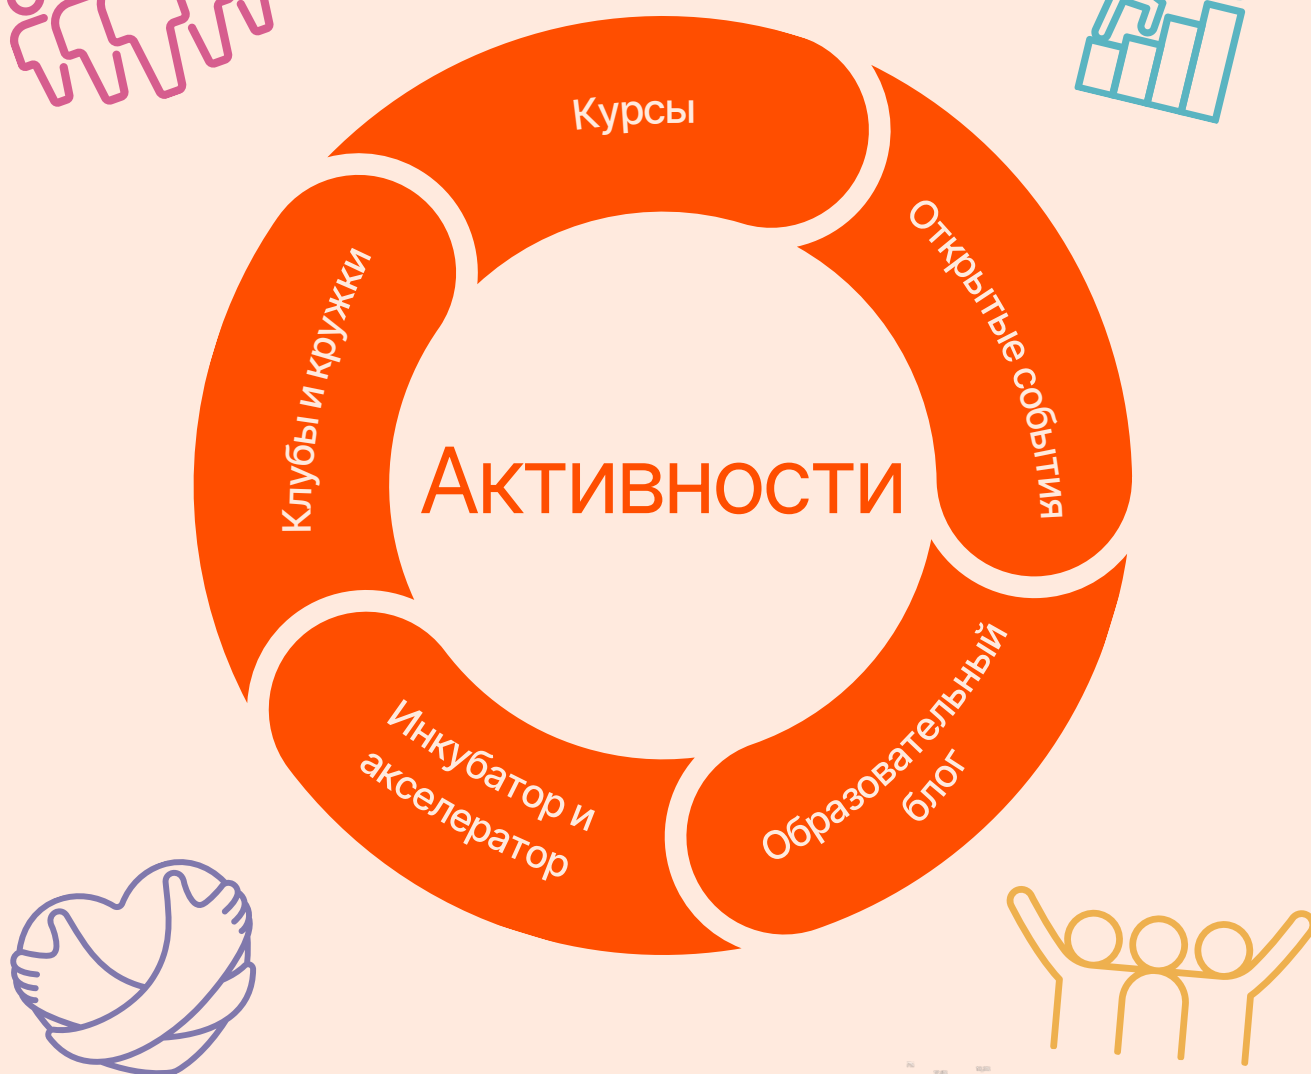 Курсы
Открытые события
Клубы и кружки
Активности
Образовательный
блог
Инкубатор и
акселератор